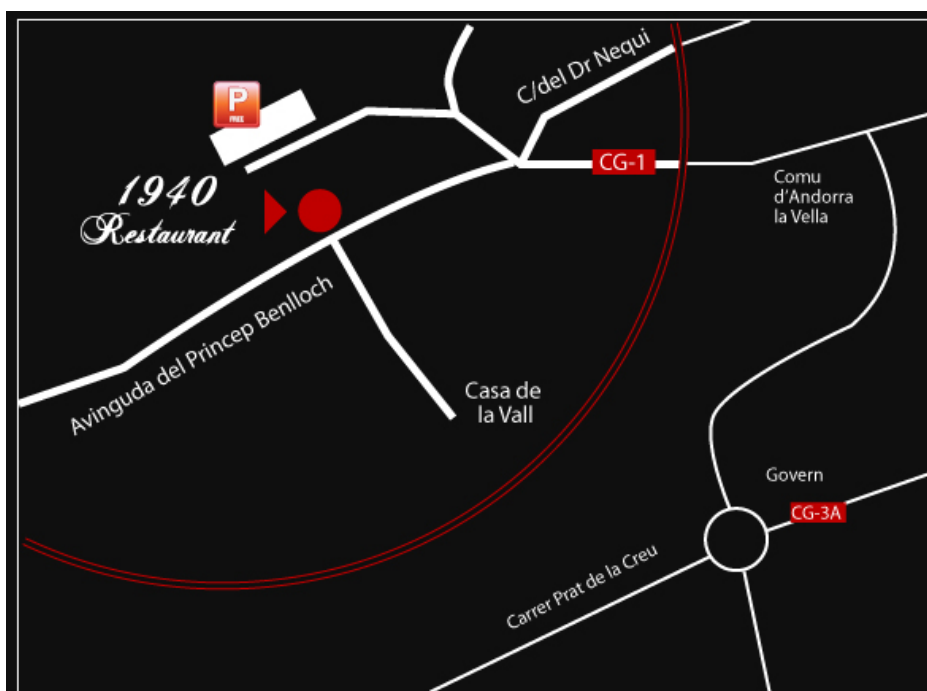 C/del Dr Nequi
P
FREE
CG-1
1940
Restaurant
Comu
d'Andorra
la Vella
Avinguda del Princep Benlloch
Casa de
la Vall
Govern
CG-3A
Carrer Prat de la Creu